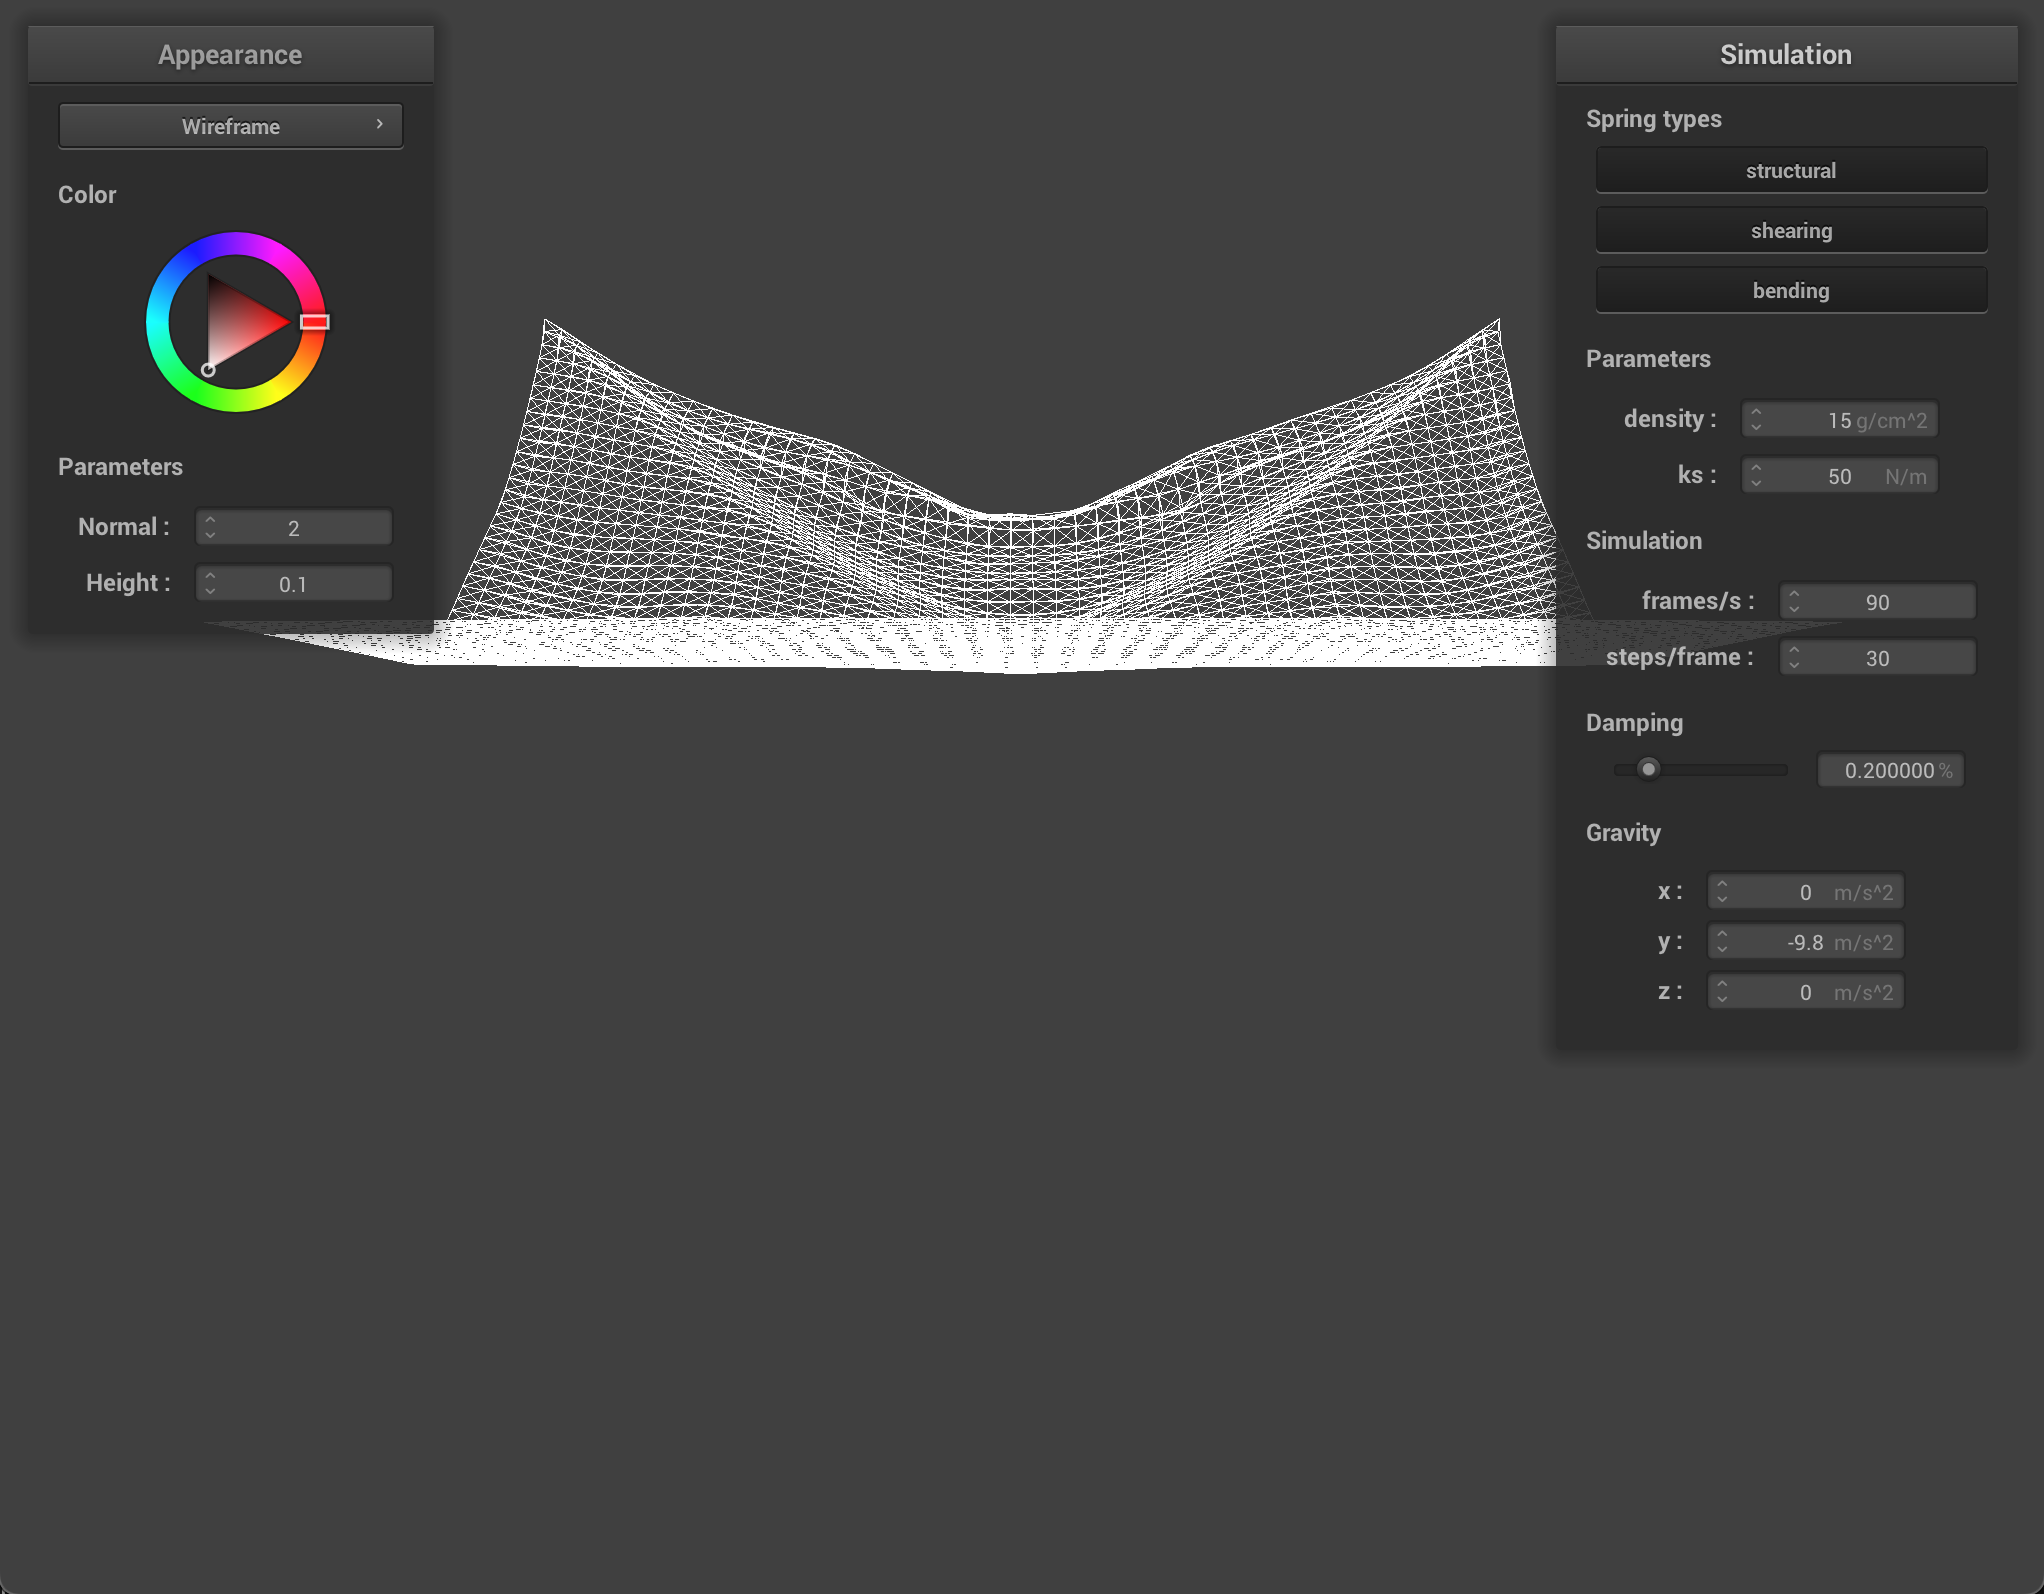 Appearance
Wireframe
Color
Parameters
Normal : 2
Height : 0.1
Simulation
Spring types
structural
shearing
bending
Parameters
density : 15 g/cm^2
ks : 50 N/m
Simulation
frames/s : 90
steps/frame : 30
Damping
0.200000 %
Gravity
x : 0 m/s^2
y : -9.8 m/s^2
z : 0 m/s^2